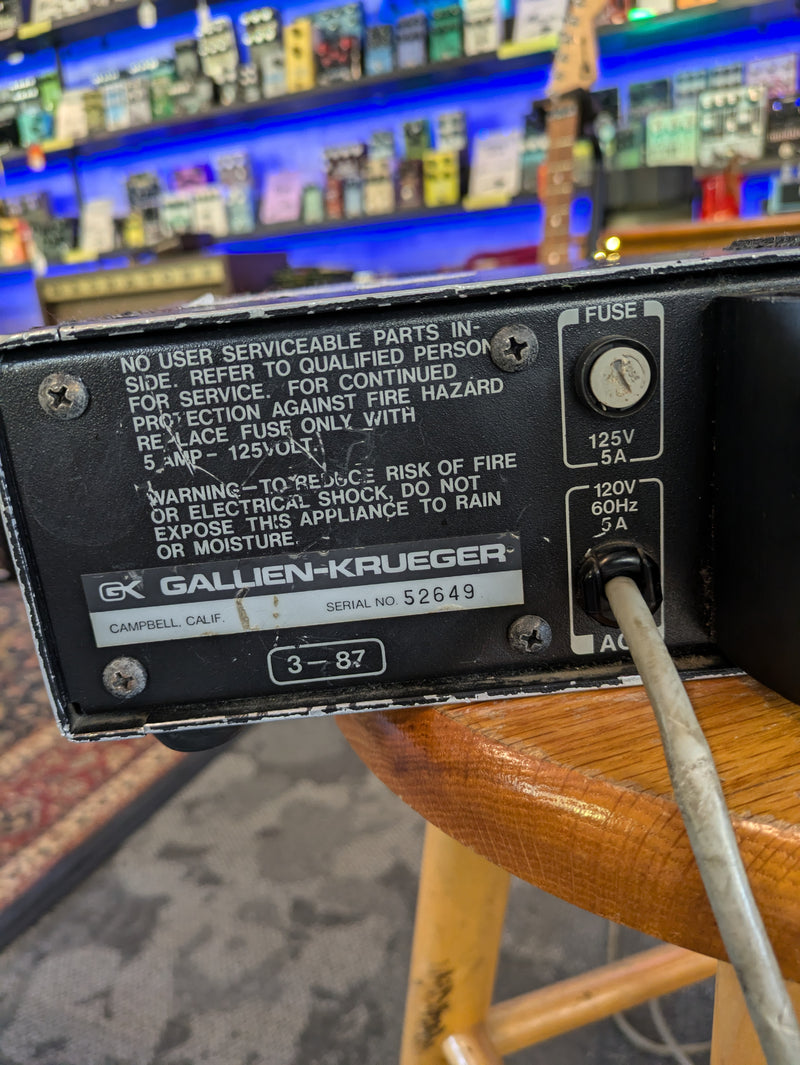 NO USER SERVICEABLE PARTS IN-
SIDE. REFER TO QUALIFIED PERSON
FOR SERVICE. FOR CONTINUED
PROTECTION AGAINST FIRE HAZARD
REPLACE FUSE ONLY WITH
5 AMP - 125VOLT.
WARNING-TO REDUCE RISK OF FIRE
OR ELECTRICAL SHOCK, DO NOT
EXPOSE THIS APPLIANCE TO RAIN
OR MOISTURE.
GK GALLIEN-KRUEGER
CAMPBELL, CALIF. SERIAL NO. 52649
3-87
FUSE
125V
5A
120V
60Hz
5A
AC